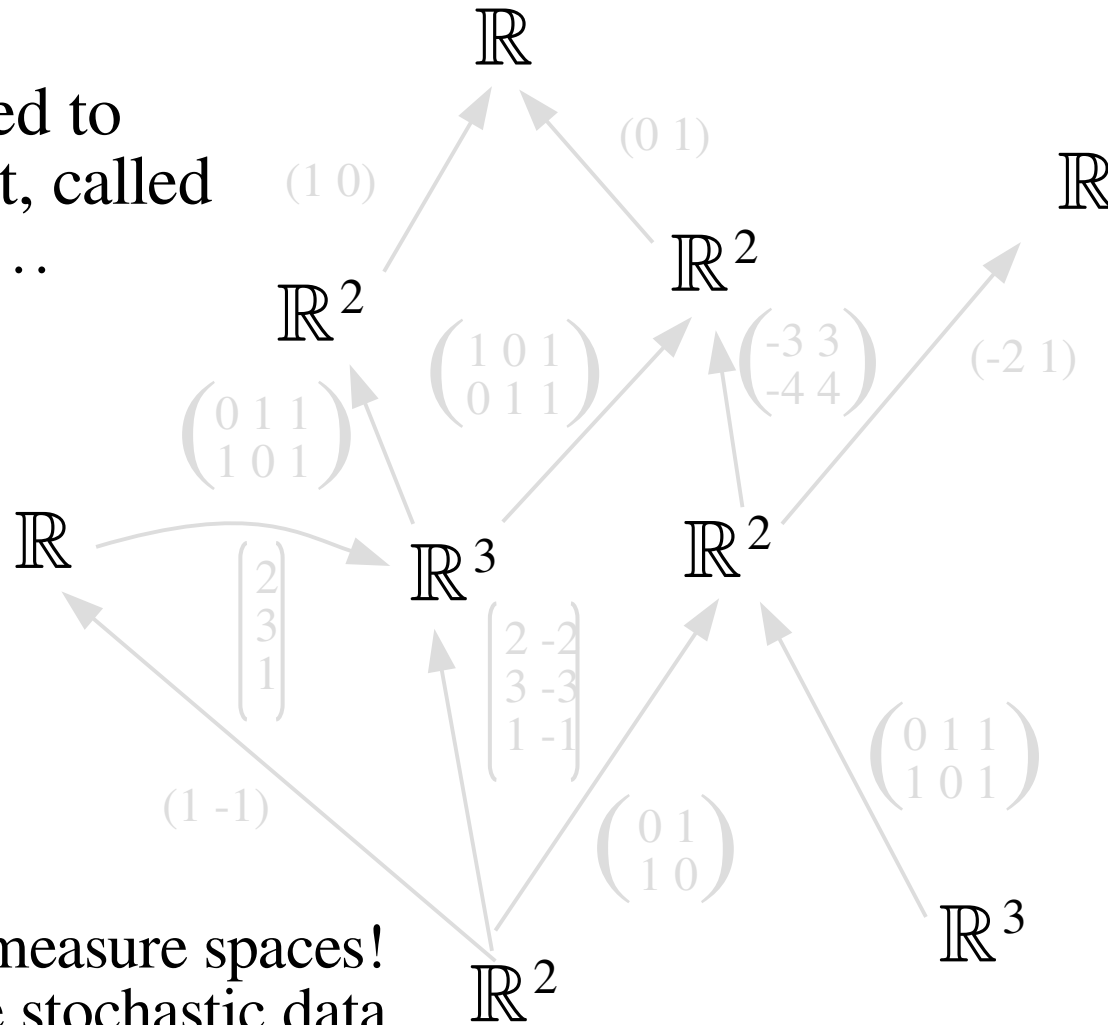 ℝ
ed to
(0 1)
t, called
(1 0)
ℝ
. .
ℝ²
ℝ²
(1 0 1
0 1 1)
(-3 3
-4 4)
(-2 1)
(0 1 1
1 0 1)
ℝ
ℝ³
ℝ²
(2
3
1)
(2 -2
3 -3
1 -1)
(0 1 1
1 0 1)
(1 -1)
(0 1
1 0)
measure spaces!
ℝ³
stochastic data
ℝ²